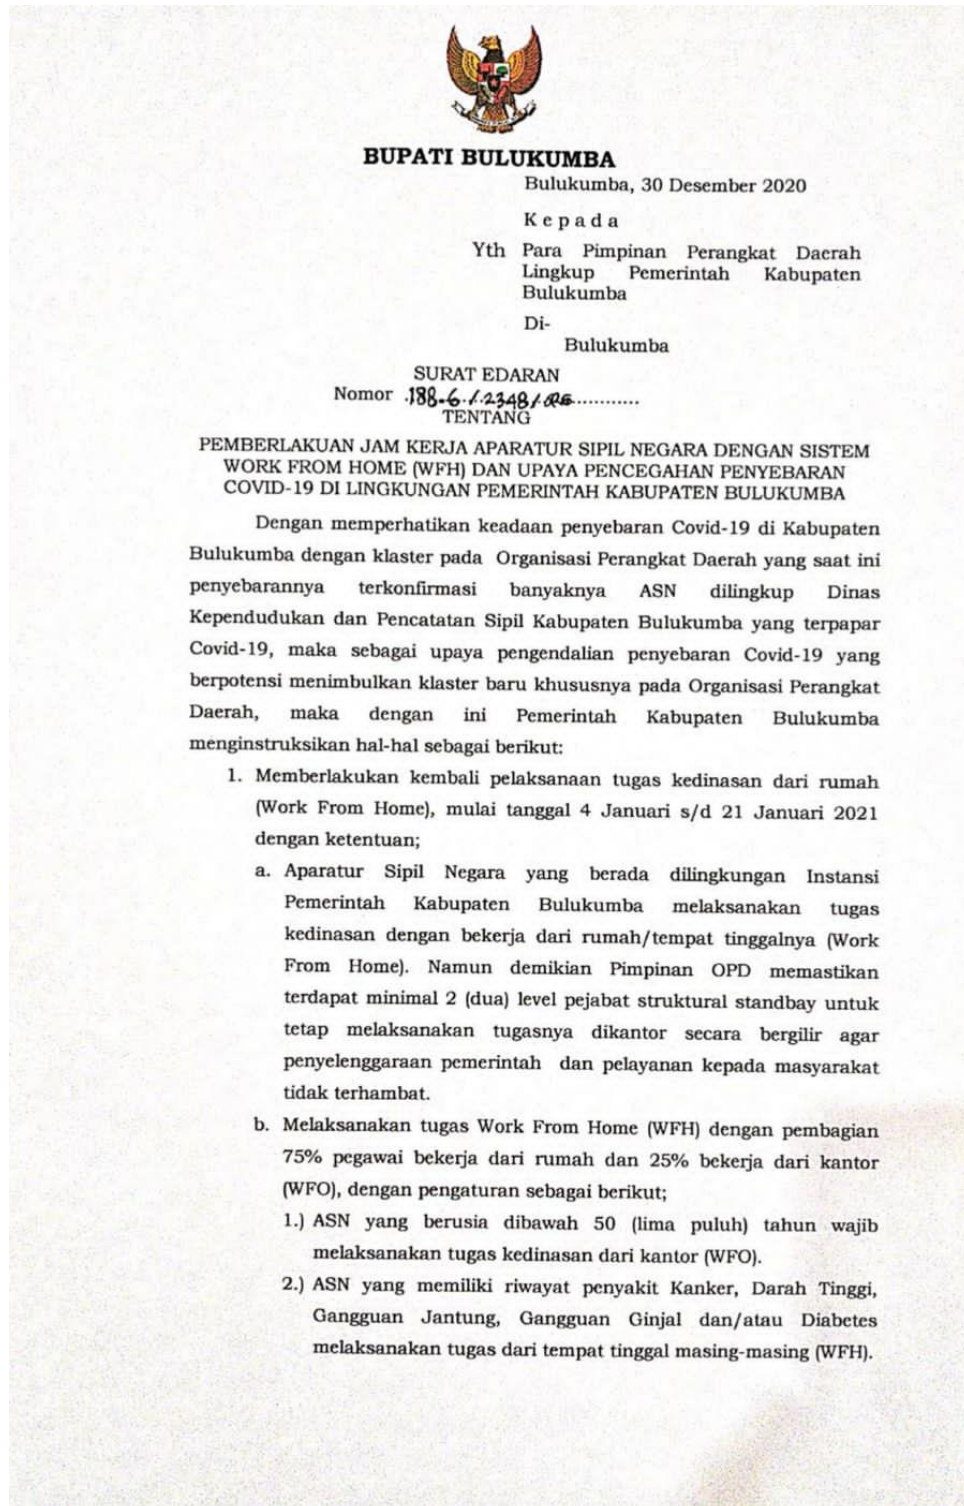 BUPATI BULUKUMBA
Bulukumba, 30 Desember 2020
K e p a d a
Yth Para Pimpinan Perangkat Daerah
Lingkup Pemerintah Kabupaten
Bulukumba
Di-
Bulukumba
SURAT EDARAN
Nomor .188.6./.2348/.............
TENTANG
PEMBERLAKUAN JAM KERJA APARATUR SIPIL NEGARA DENGAN SISTEM
WORK FROM HOME (WFH) DAN UPAYA PENCEGAHAN PENYEBARAN
COVID-19 DI LINGKUNGAN PEMERINTAH KABUPATEN BULUKUMBA
Dengan memperhatikan keadaan penyebaran Covid-19 di Kabupaten
Bulukumba dengan klaster pada Organisasi Perangkat Daerah yang saat ini
penyebarannya terkonfirmasi banyaknya ASN dilingkup Dinas
Kependudukan dan Pencatatan Sipil Kabupaten Bulukumba yang terpapar
Covid-19, maka sebagai upaya pengendalian penyebaran Covid-19 yang
berpotensi menimbulkan klaster baru khususnya pada Organisasi Perangkat
Daerah, maka dengan ini Pemerintah Kabupaten Bulukumba
menginstruksikan hal-hal sebagai berikut:
1. Memberlakukan kembali pelaksanaan tugas kedinasan dari rumah
(Work From Home), mulai tanggal 4 Januari s/d 21 Januari 2021
dengan ketentuan;
a. Aparatur Sipil Negara yang berada dilingkungan Instansi
Pemerintah Kabupaten Bulukumba melaksanakan tugas
kedinasan dengan bekerja dari rumah/tempat tinggalnya (Work
From Home). Namun demikian Pimpinan OPD memastikan
terdapat minimal 2 (dua) level pejabat struktural standbay untuk
tetap melaksanakan tugasnya dikantor secara bergilir agar
penyelenggaraan pemerintah dan pelayanan kepada masyarakat
tidak terhambat.
b. Melaksanakan tugas Work From Home (WFH) dengan pembagian
75% pegawai bekerja dari rumah dan 25% bekerja dari kantor
(WFO), dengan pengaturan sebagai berikut;
1.) ASN yang berusia dibawah 50 (lima puluh) tahun wajib
melaksanakan tugas kedinasan dari kantor (WFO).
2.) ASN yang memiliki riwayat penyakit Kanker, Darah Tinggi,
Gangguan Jantung, Gangguan Ginjal dan/atau Diabetes
melaksanakan tugas dari tempat tinggal masing-masing (WFH).